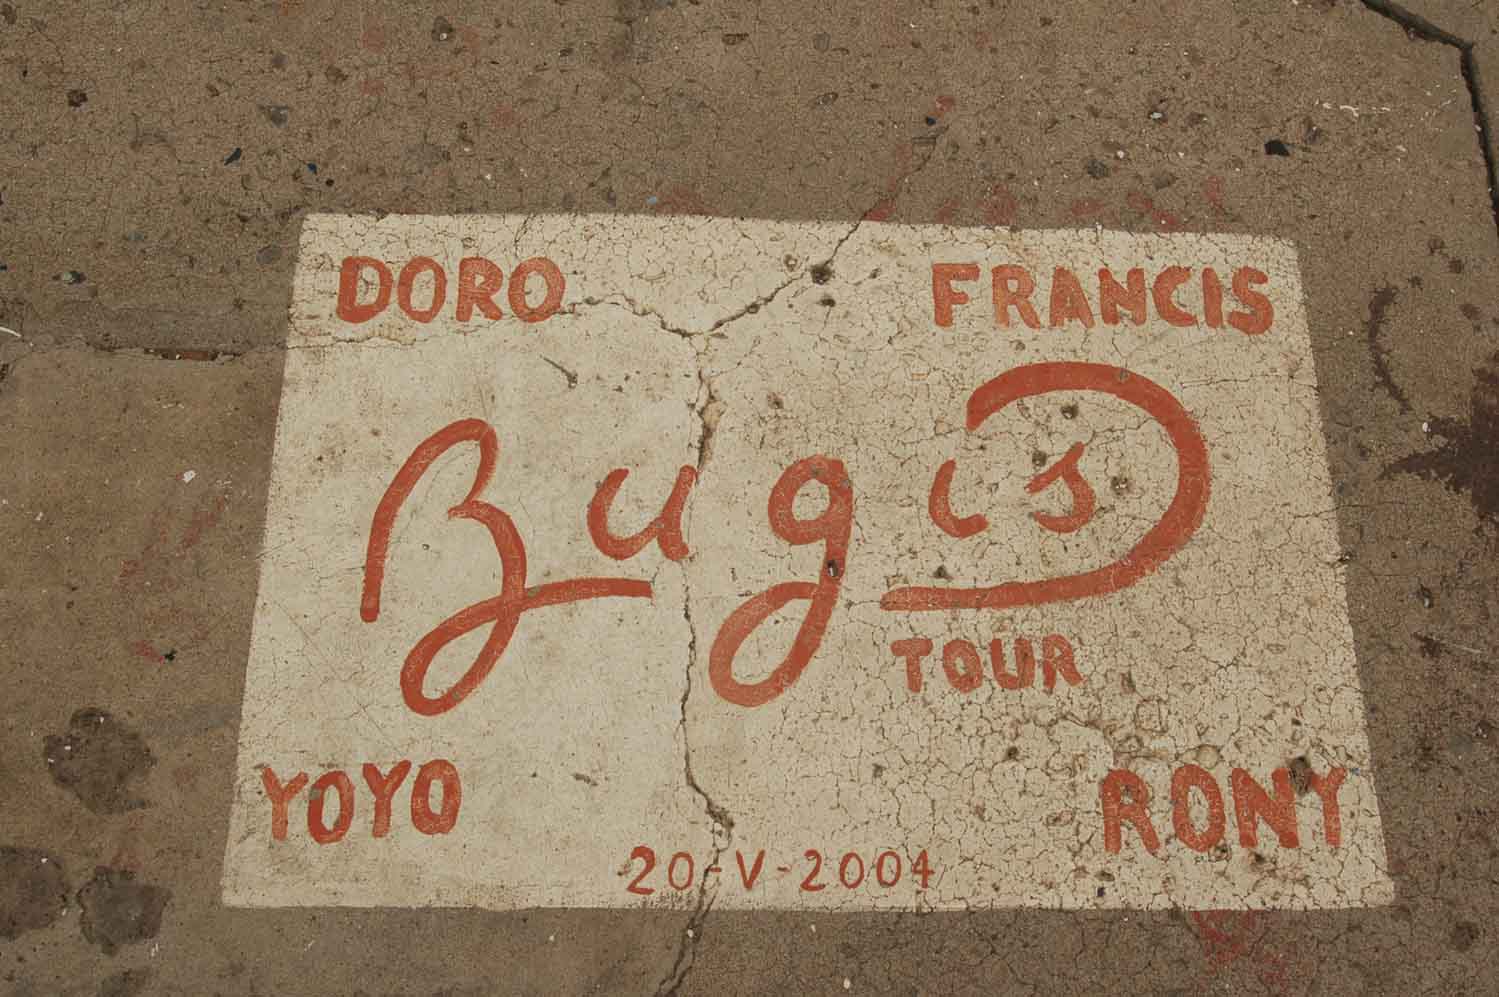 DORO FRANCIS
Bugis
TOUR
YOYO RONY
20-V-2004